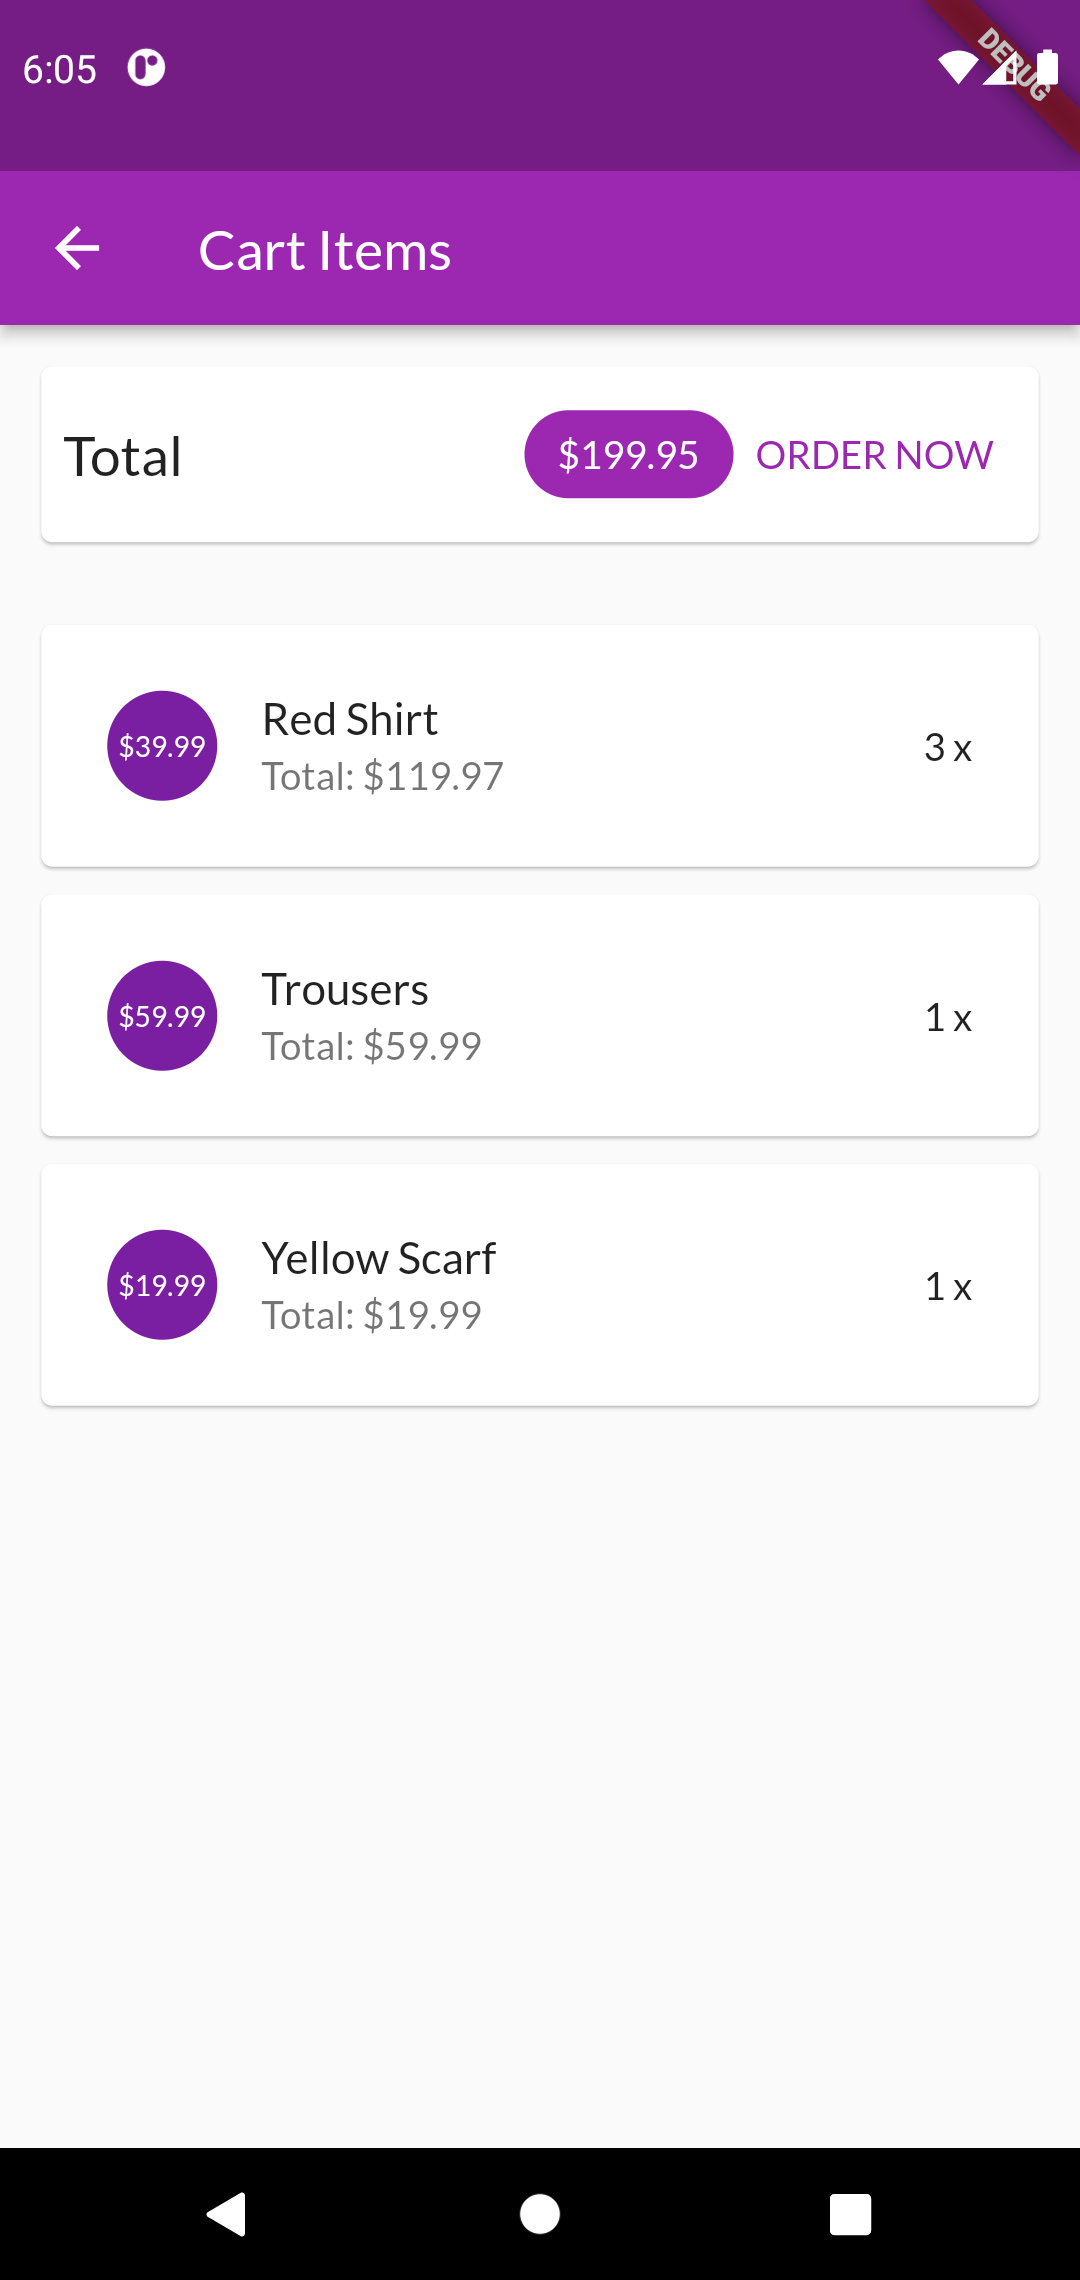 6:05
DEBUG
Cart Items
Total $199.95 ORDER NOW
$39.99 Red Shirt 3 x
Total: $119.97
$59.99 Trousers 1 x
Total: $59.99
$19.99 Yellow Scarf 1 x
Total: $19.99